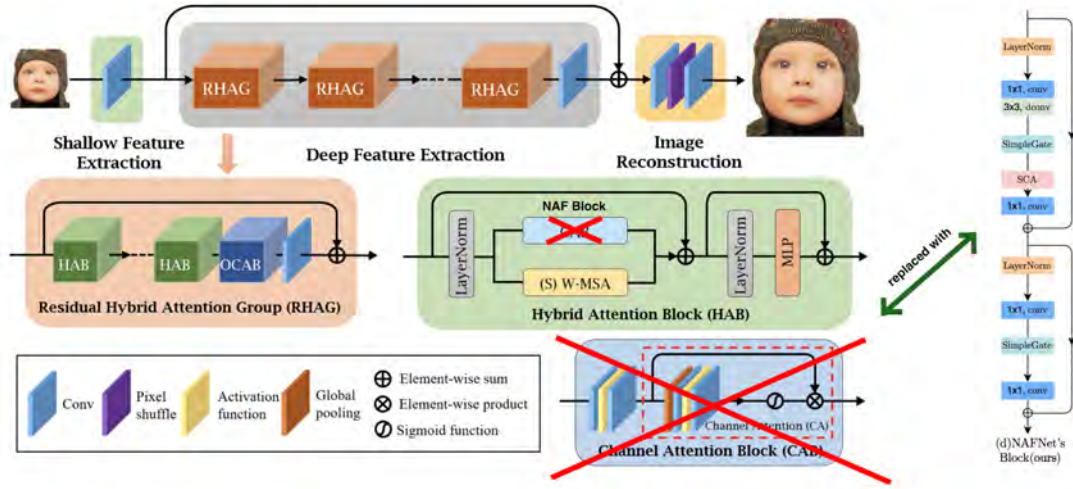 RHAG
RHAG
RHAG
Shallow Feature
Extraction
Deep Feature Extraction
Image
Reconstruction
HAB
HAB
OCAB
Residual Hybrid Attention Group (RHAG)
LayerNorm
NAF Block
(S) W-MSA
LayerNorm
MLP
Hybrid Attention Block (HAB)
replaced with
Conv
Pixel
shuffle
Activation
function
Global
pooling
Element-wise sum
Element-wise product
Sigmoid function
Channel Attention (CA)
Channel Attention Block (CAB)
LayerNorm
1x1, conv
3x3, dconv
SimpleGate
SCA
1x1, conv
LayerNorm
1x1, conv
SimpleGate
1x1, conv
(d)NAFNet's
Block(ours)